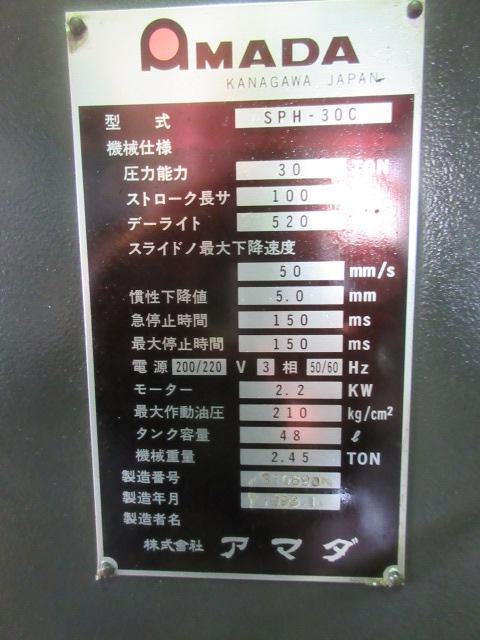 AMADA
KANAGAWA JAPAN
型 式 SPH-30C
機械仕様
圧力能力 30 TON
ストローク長サ 100
デーライト 520
スライドノ最大下降速度
50 mm/s
慣性下降値 5.0 mm
急停止時間 150 ms
最大停止時間 150 ms
電源 200/220 V 3 相 50/60 Hz
モーター 2.2 KW
最大作動油圧 210 kg/cm²
タンク容量 48 ℓ
機械重量 2.45 TON
製造番号
製造年月
製造者名
株式会社 アマダ